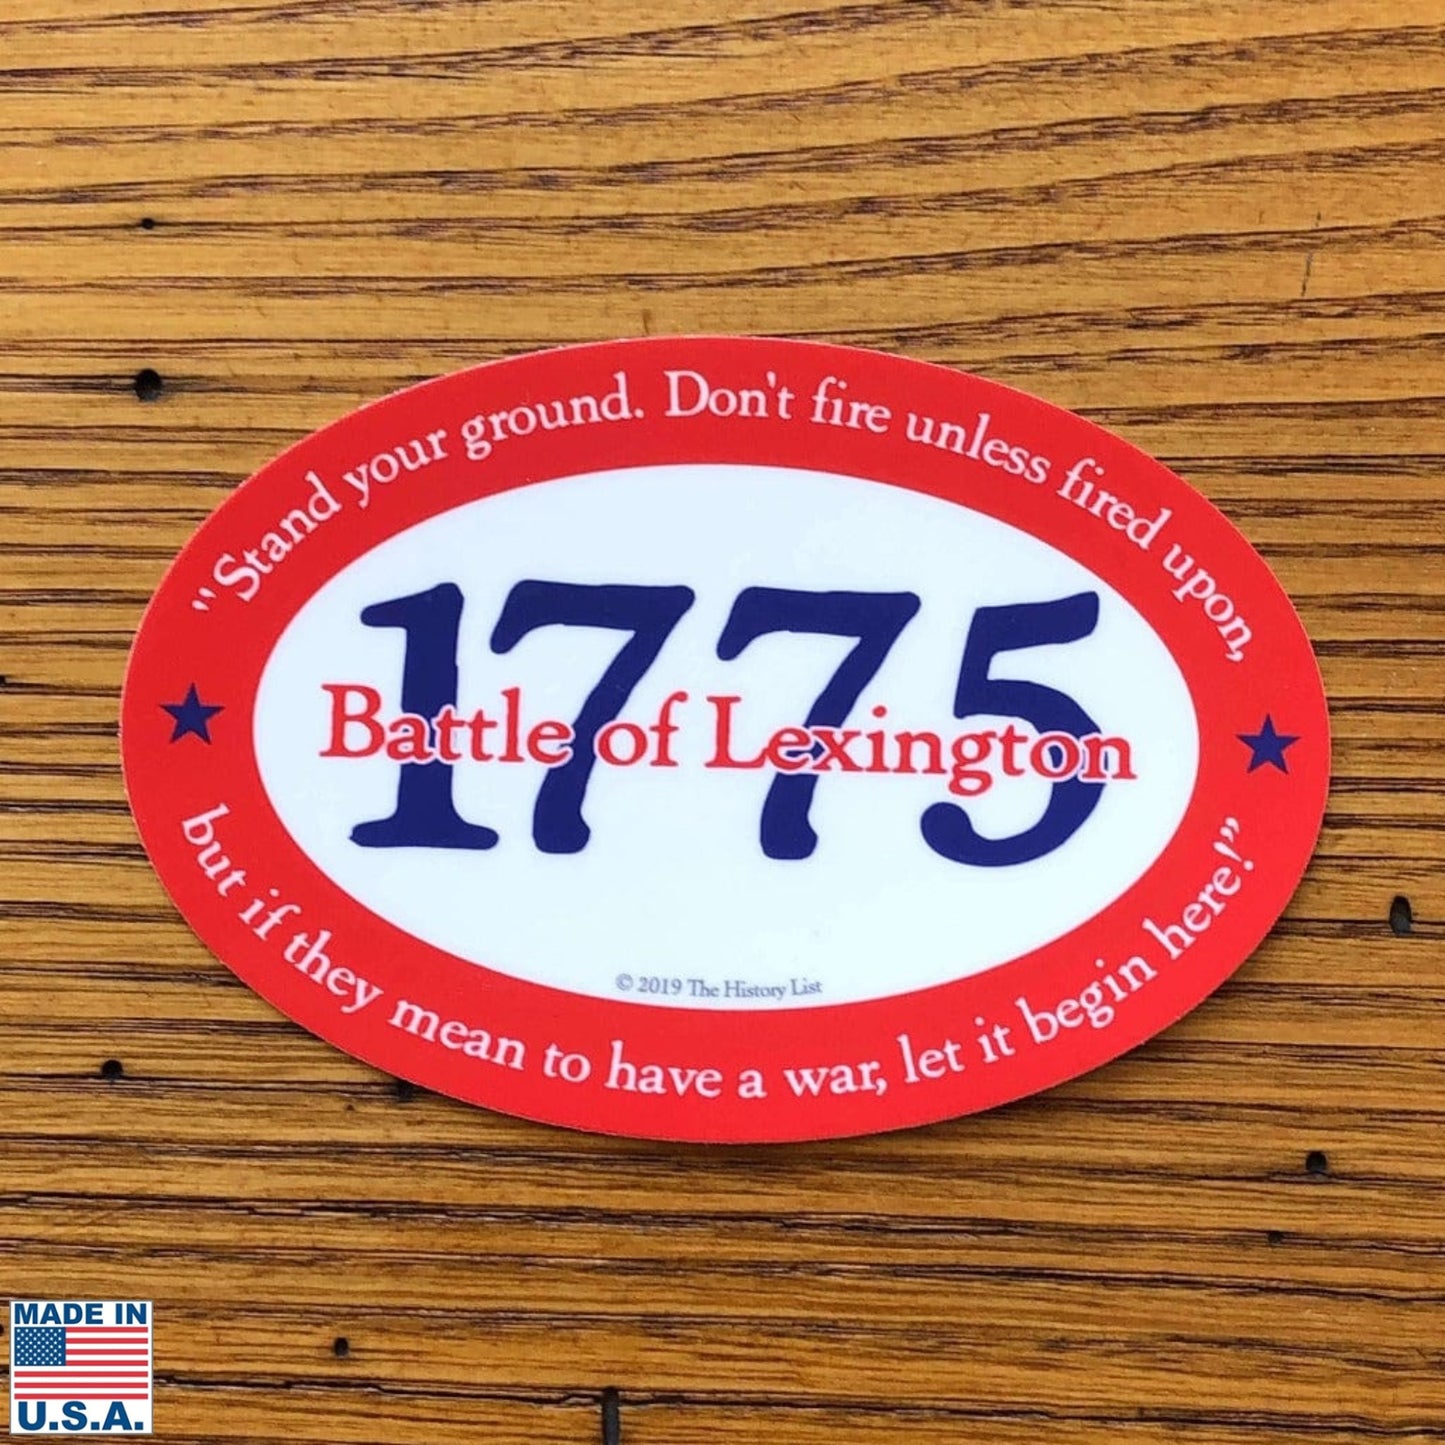 "Stand your ground. Don't fire unless fired upon,
1775
Battle of Lexington
© 2019 The History List
but if they mean to have a war, let it begin here!”
MADE IN
U.S.A.